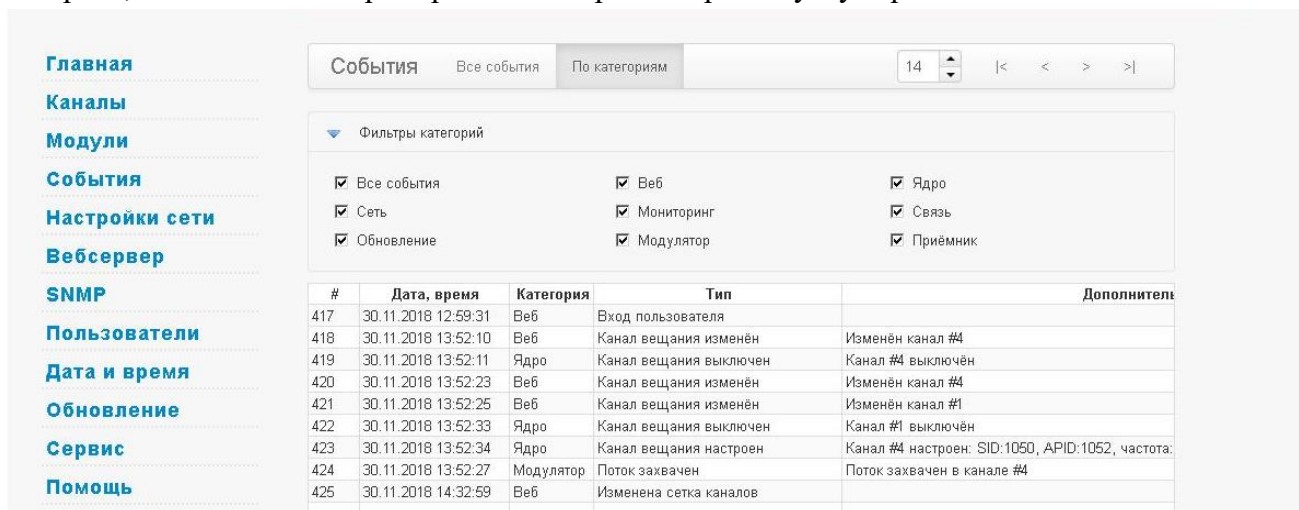 Главная
Каналы
Модули
События
Настройки сети
Вебсервер
SNMP
Пользователи
Дата и время
Обновление
Сервис
Помощь
События Все события По категориям 14 |< < > >|
Фильтры категорий
Все события Веб Ядро
Сеть Мониторинг Связь
Обновление Модулятор Приёмник
# Дата, время Категория Тип Дополнитель
417 30.11.2018 12:59:31 Веб Вход пользователя
418 30.11.2018 13:52:10 Веб Канал вещания изменён Изменён канал #4
419 30.11.2018 13:52:11 Ядро Канал вещания выключен Канал #4 выключён
420 30.11.2018 13:52:23 Веб Канал вещания изменён Изменён канал #4
421 30.11.2018 13:52:25 Веб Канал вещания изменён Изменён канал #1
422 30.11.2018 13:52:33 Ядро Канал вещания выключен Канал #1 выключён
423 30.11.2018 13:52:34 Ядро Канал вещания настроен Канал #4 настроен: SID:1050, APID:1052, частота:
424 30.11.2018 13:52:27 Модулятор Поток захвачен Поток захвачен в канале #4
425 30.11.2018 14:32:59 Веб Изменена сетка каналов